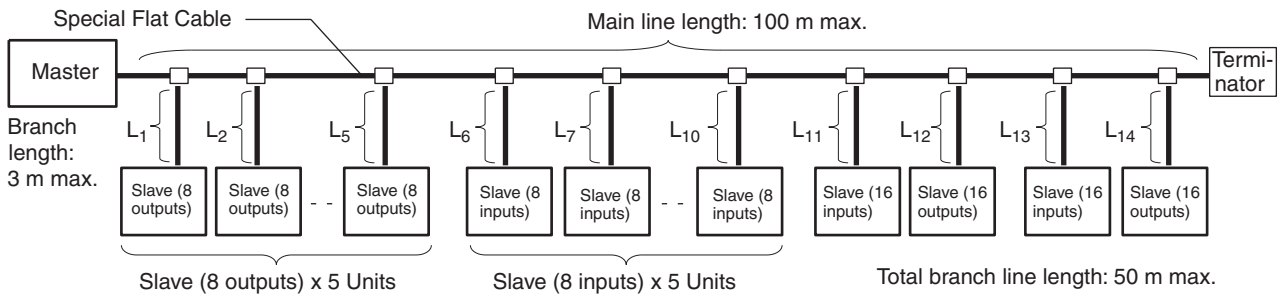 Special Flat Cable
Main line length: 100 m max.
Master
Termi-
nator
Branch
length:
3 m max.
L1
L2
L5
L6
L7
L10
L11
L12
L13
L14
Slave (8
outputs)
Slave (8
outputs)
- -
Slave (8
outputs)
Slave (8
inputs)
Slave (8
inputs)
- -
Slave (8
inputs)
Slave (16
inputs)
Slave (16
outputs)
Slave (16
inputs)
Slave (16
outputs)
Slave (8 outputs) x 5 Units
Slave (8 inputs) x 5 Units
Total branch line length: 50 m max.